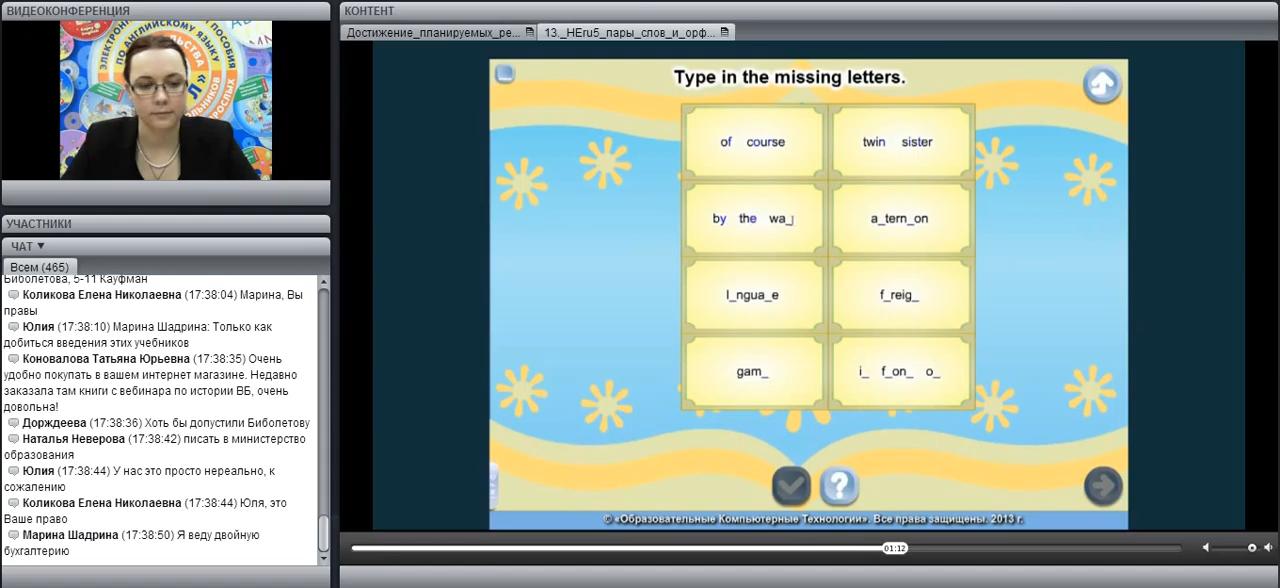 ВИДЕОКОНФЕРЕНЦИЯ
ЭЛЕКТРОН
ПОСОБИЯ
ПО АНГЛИЙСКОМУ ЯЗЫКУ
УЧАСТНИКИ
ЧАТ ▼
Всем (465)
Биболетова, 5-11 Кауфман
Коликова Елена Николаевна (17:38:04) Марина, Вы
правы
Юлия (17:38:10) Марина Шадрина: Только как
добиться введения этих учебников
Коновалова Татьяна Юрьевна (17:38:35) Очень
удобно покупать в вашем интернет магазине. Недавно
заказала там книги с вебинара по истории ВБ, очень
довольна!
Дорждеева (17:38:36) Хоть бы допустили Биболетову
Наталья Неверова (17:38:42) писать в министерство
образования
Юлия (17:38:44) У нас это просто нереально, к
сожалению
Коликова Елена Николаевна (17:38:44) Юля, это
Ваше право
Марина Шадрина (17:38:50) Я веду двойную
бухгалтерию
КОНТЕНТ
Достижение_планируемых_ре...
13._HEru5_пары_слов_и_орф...
Type in the missing letters.
of course
twin sister
by the wa_
a_tern_on
l_ngua_e
f_reig_
gam_
i_ f_on_ o_
?
© «Образовательные Компьютерные Технологии». Все права защищены. 2013 г.
01:12